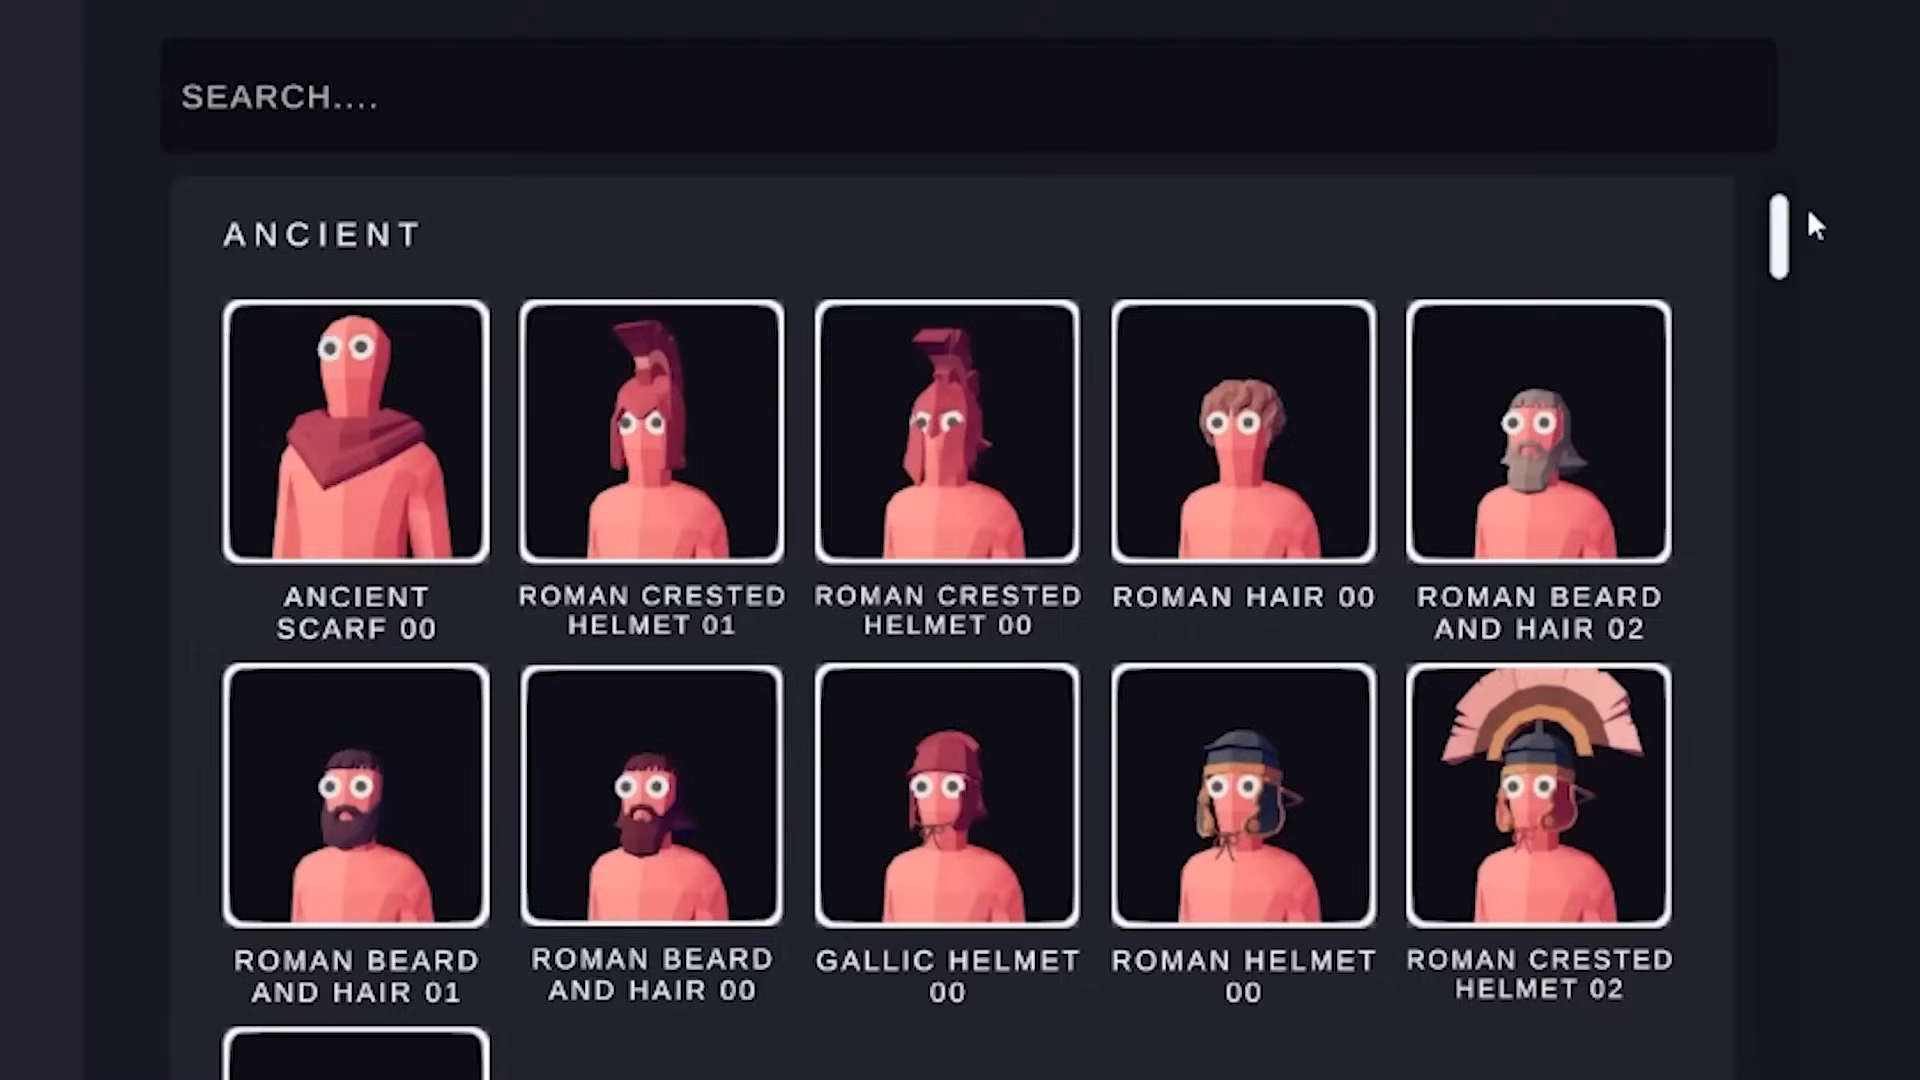 SEARCH....
ANCIENT
ANCIENT
SCARF 00
ROMAN CRESTED
HELMET 01
ROMAN CRESTED
HELMET 00
ROMAN HAIR 00
ROMAN BEARD
AND HAIR 02
ROMAN BEARD
AND HAIR 01
ROMAN BEARD
AND HAIR 00
GALLIC HELMET
00
ROMAN HELMET
00
ROMAN CRESTED
HELMET 02